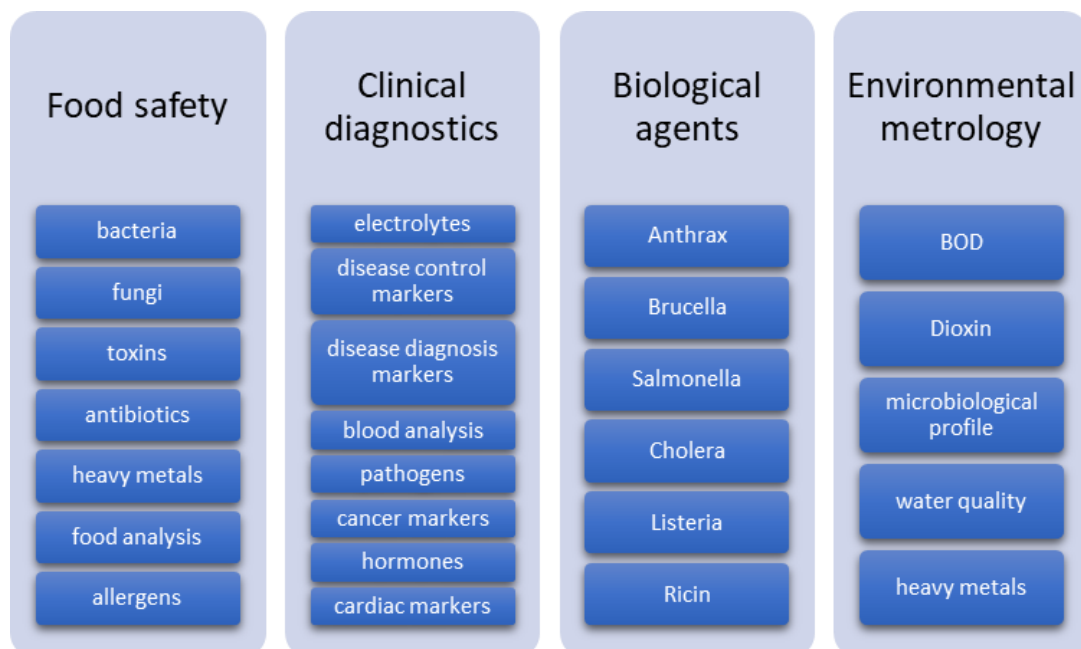 Food safety
bacteria
fungi
toxins
antibiotics
heavy metals
food analysis
allergens
Clinical
diagnostics
electrolytes
disease control
markers
disease diagnosis
markers
blood analysis
pathogens
cancer markers
hormones
cardiac markers
Biological
agents
Anthrax
Brucella
Salmonella
Cholera
Listeria
Ricin
Environmental
metrology
BOD
Dioxin
microbiological
profile
water quality
heavy metals